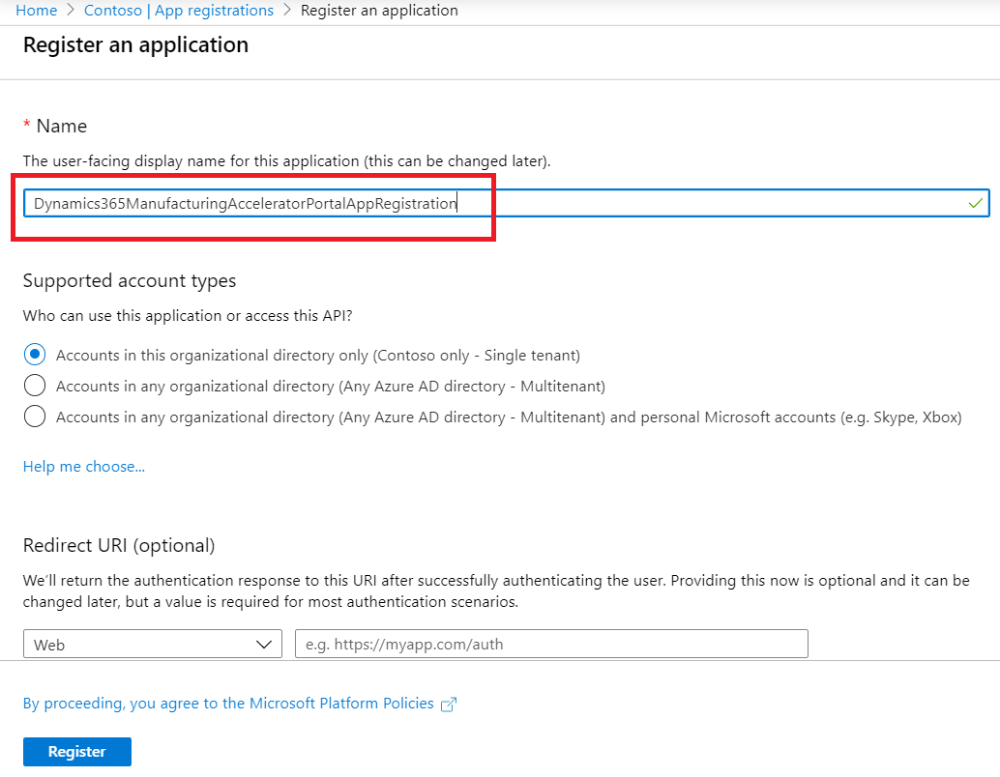 Home > Contoso | App registrations > Register an application
Register an application
* Name
The user-facing display name for this application (this can be changed later).
Dynamics365ManufacturingAcceleratorPortalAppRegistration
Supported account types
Who can use this application or access this API?
Accounts in this organizational directory only (Contoso only - Single tenant)
Accounts in any organizational directory (Any Azure AD directory - Multitenant)
Accounts in any organizational directory (Any Azure AD directory - Multitenant) and personal Microsoft accounts (e.g. Skype, Xbox)
Help me choose...
Redirect URI (optional)
We'll return the authentication response to this URI after successfully authenticating the user. Providing this now is optional and it can be
changed later, but a value is required for most authentication scenarios.
Web
e.g. https://myapp.com/auth
By proceeding, you agree to the Microsoft Platform Policies
Register